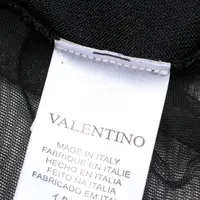 VALENTINO
MADE IN ITALY
FABRIQUE EN ITALIE
HECHO EN ITALIA
FEITO NA ITALIA
FABRICADO EM ITALIA